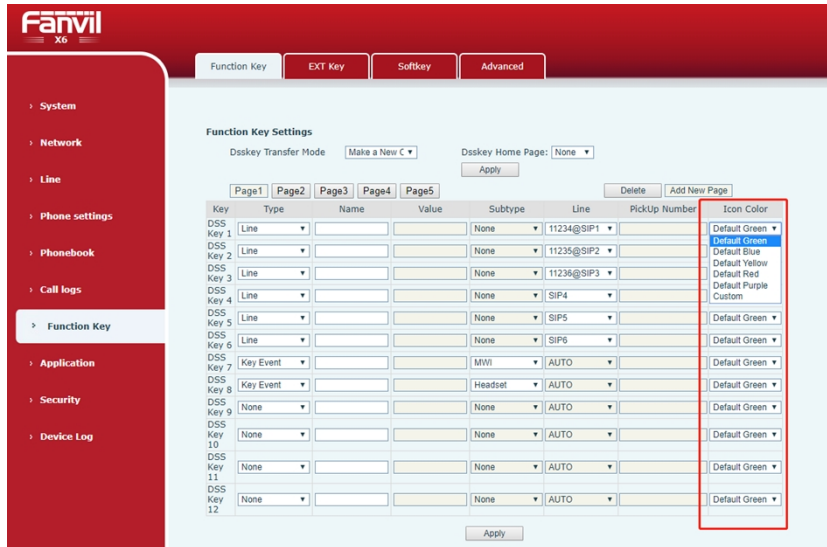 Fanvil
X6
Function Key EXT Key Softkey Advanced
System
Network
Line
Phone settings
Phonebook
Call logs
Function Key
Application
Security
Device Log
Function Key Settings
Dsskey Transfer Mode Make a New C Dsskey Home Page: None
Apply
Page1 Page2 Page3 Page4 Page5 Delete Add New Page
Key Type Name Value Subtype Line PickUp Number Icon Color
DSS Key 1 Line None 11234@SIP1 Default Green
Default Green
Default Blue
Default Yellow
Default Red
Default Purple
Custom
DSS Key 2 Line None 11235@SIP2
DSS Key 3 Line None 11236@SIP3
DSS Key 4 Line None SIP4
DSS Key 5 Line None SIP5 Default Green
DSS Key 6 Line None SIP6 Default Green
DSS Key 7 Key Event MWI AUTO Default Green
DSS Key 8 Key Event Headset AUTO Default Green
DSS Key 9 None None AUTO Default Green
DSS Key 10 None None AUTO Default Green
DSS Key 11 None None AUTO Default Green
DSS Key 12 None None AUTO Default Green
Apply